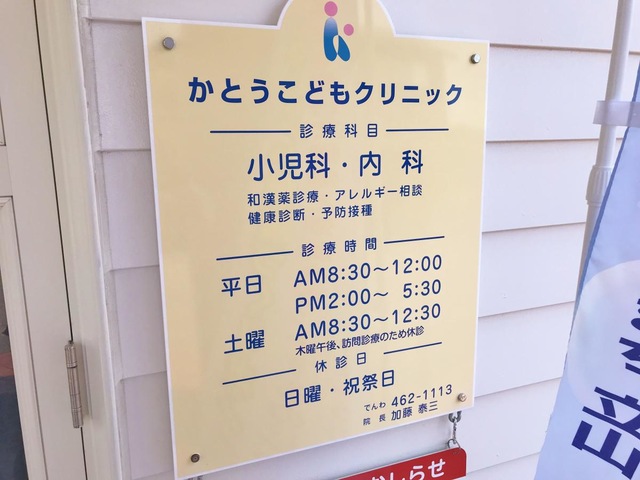 かとうこどもクリニック
診療科目
小児科・内 科
和漢薬診療・アレルギー相談
健康診断・予防接種
診療時間
平日 AM8:30～12:00
PM2:00～ 5:30
土曜 AM8:30～12:30
木曜午後、訪問診療のため休診
休診日
日曜・祝祭日
でんわ 462-1113
院長 加藤 泰三
しらせ